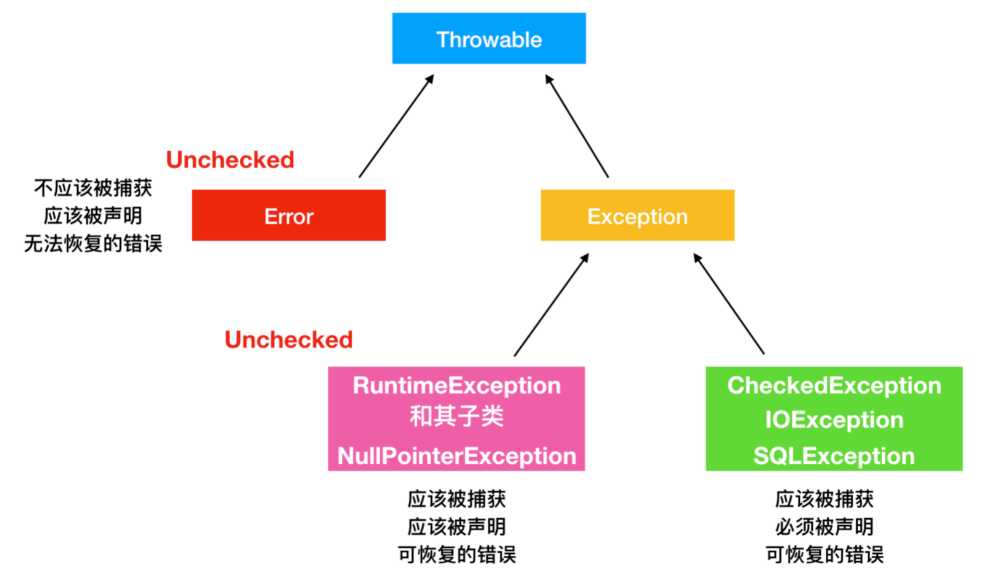 Throwable
Unchecked
不应该被捕获
应该被声明
无法恢复的错误
Error
Exception
Unchecked
RuntimeException
和其子类
NullPointerException
应该被捕获
应该被声明
可恢复的错误
CheckedException
IOException
SQLException
应该被捕获
必须被声明
可恢复的错误